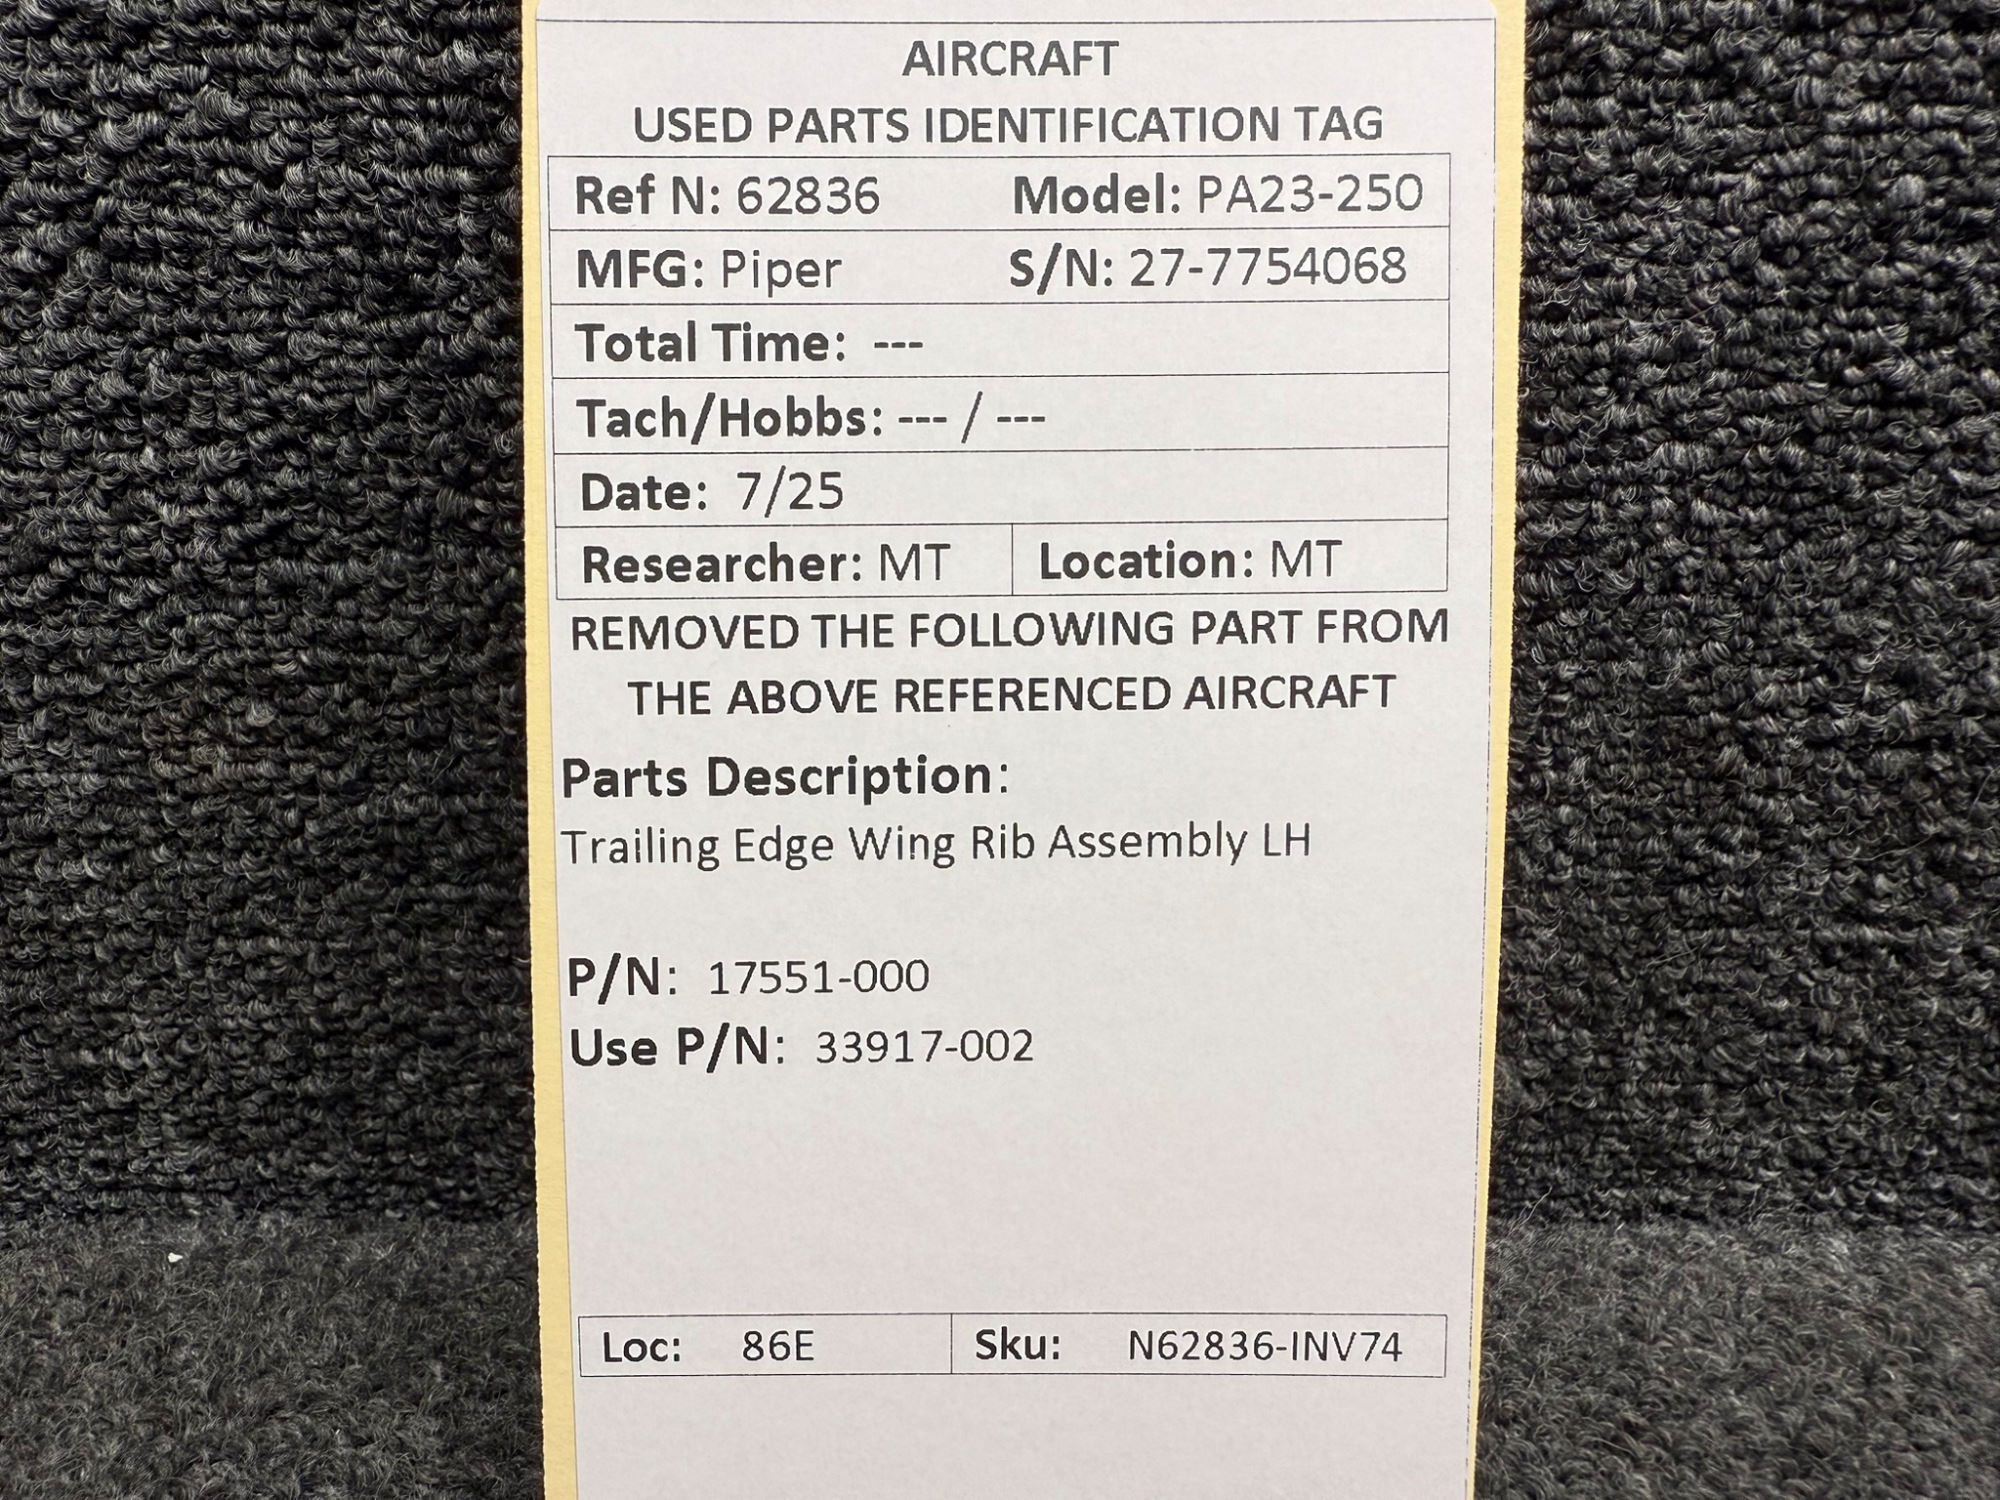 AIRCRAFT
USED PARTS IDENTIFICATION TAG
Ref N: 62836 Model: PA23-250
MFG: Piper S/N: 27-7754068
Total Time: ---
Tach/Hobbs: --- / ---
Date: 7/25
Researcher: MT Location: MT
REMOVED THE FOLLOWING PART FROM
THE ABOVE REFERENCED AIRCRAFT
Parts Description:
Trailing Edge Wing Rib Assembly LH
P/N: 17551-000
Use P/N: 33917-002
Loc: 86E Sku: N62836-INV74